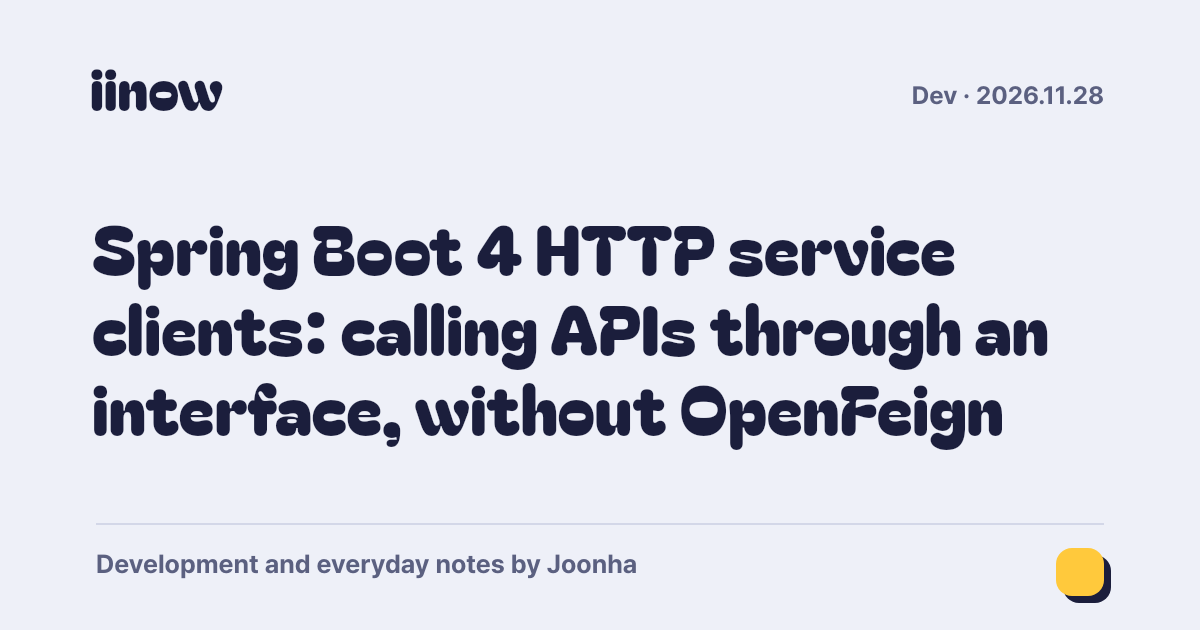 iinow
Dev · 2026.11.28
Spring Boot 4 HTTP service
clients: calling APIs through an
interface, without OpenFeign
Development and everyday notes by Joonha